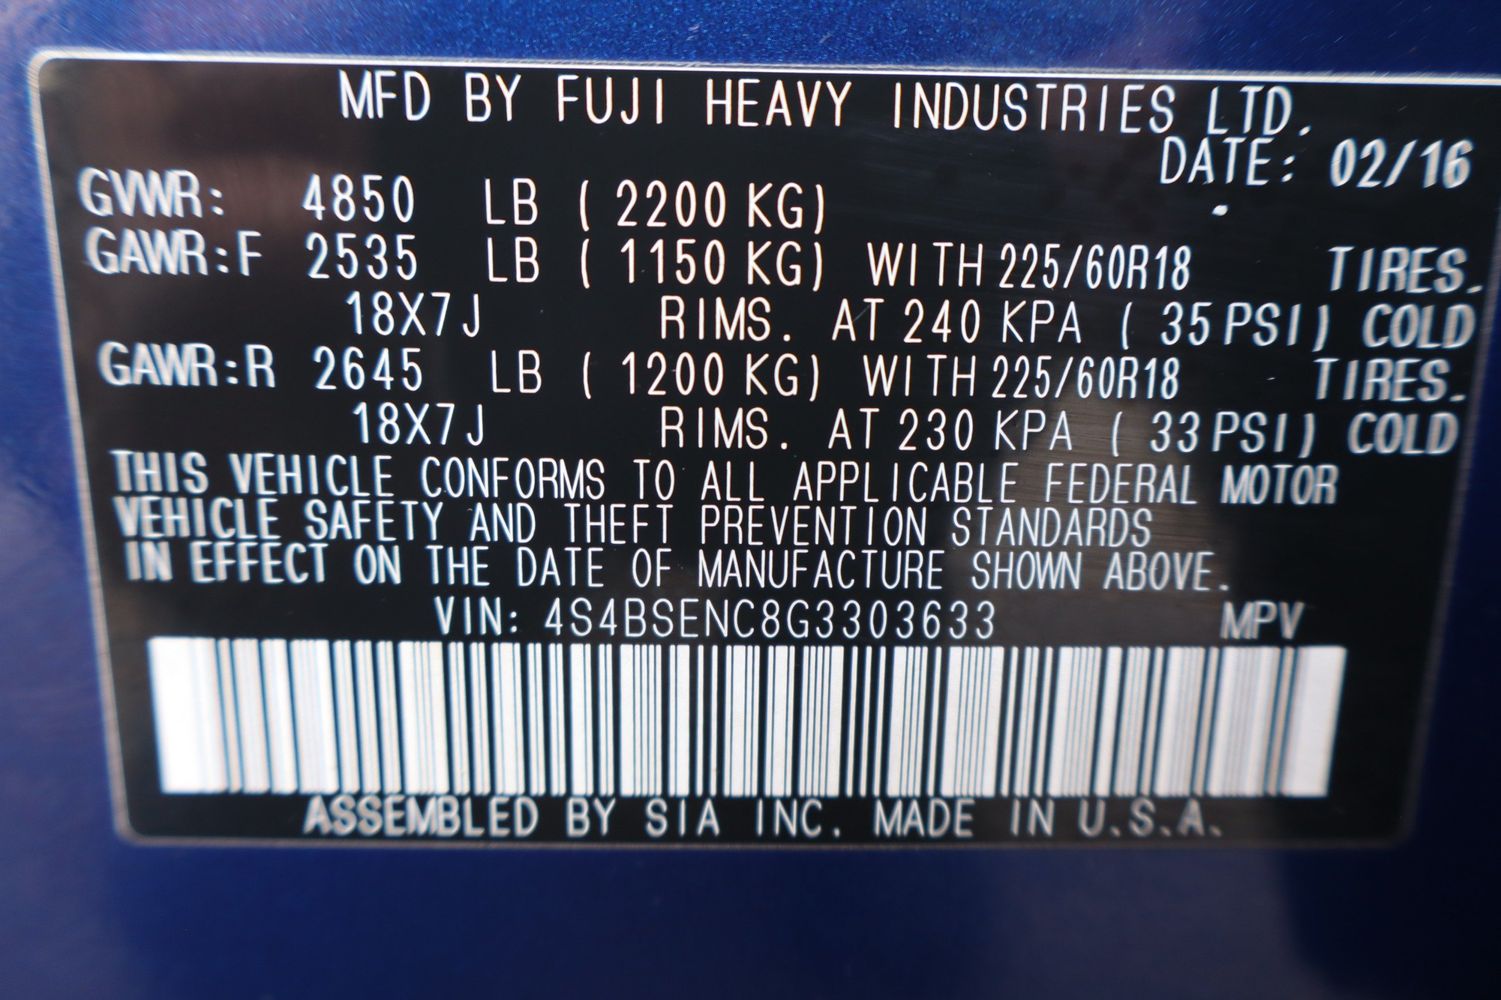 MFD BY FUJI HEAVY INDUSTRIES LTD.
DATE: 02/16
GVWR: 4850 LB ( 2200 KG)
GAWR:F 2535 LB ( 1150 KG) WITH 225/60R18 TIRES.
18X7J RIMS. AT 240 KPA ( 35 PSI) COLD
GAWR:R 2645 LB ( 1200 KG) WITH 225/60R18 TIRES.
18X7J RIMS. AT 230 KPA ( 33 PSI) COLD
THIS VEHICLE CONFORMS TO ALL APPLICABLE FEDERAL MOTOR
VEHICLE SAFETY AND THEFT PREVENTION STANDARDS
IN EFFECT ON THE DATE OF MANUFACTURE SHOWN ABOVE.
VIN: 4S4BSENC8G3303633 MPV
ASSEMBLED BY SIA INC. MADE IN U.S.A.